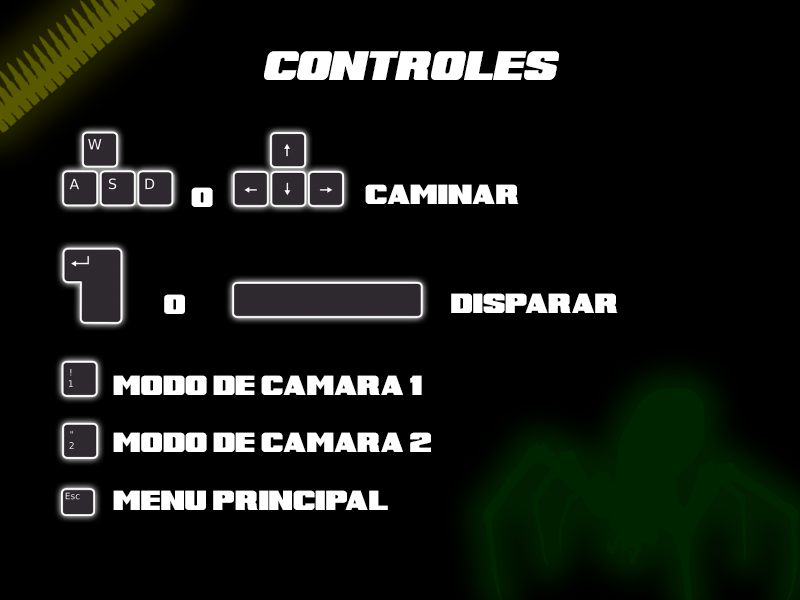 CONTROLES
W
A S D O ↑ ← ↓ → CAMINAR
↵ O DISPARAR
! 1 MODO DE CAMARA 1
" 2 MODO DE CAMARA 2
Esc MENU PRINCIPAL